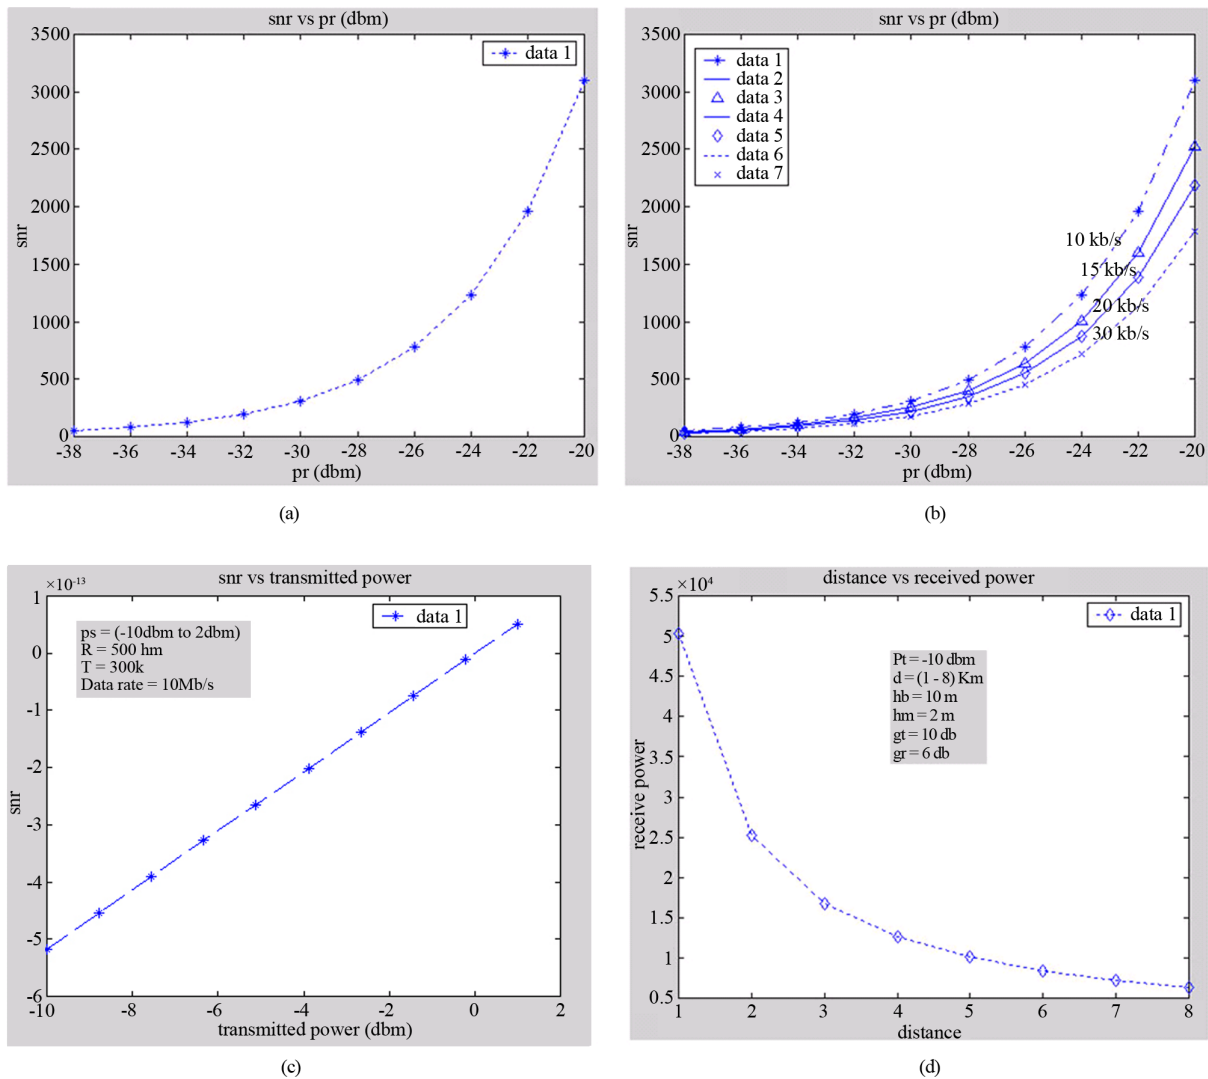 snr vs pr (dbm)
3500
3000
2500
2000
1500
1000
500
0
snr
data 1
-38 -36 -34 -32 -30 -28 -26 -24 -22 -20
pr (dbm)
(a)
snr vs pr (dbm)
3500
3000
2500
2000
1500
1000
500
0
snr
data 1
data 2
data 3
data 4
data 5
data 6
data 7
10 kb/s
15 kb/s
20 kb/s
30 kb/s
-38 -36 -34 -32 -30 -28 -26 -24 -22 -20
pr (dbm)
(b)
snr vs transmitted power
×10-13
1
0
-1
-2
-3
-4
-5
-6
snr
data 1
ps = (-10dbm to 2dbm)
R = 500 hm
T = 300k
Data rate = 10Mb/s
-10 -8 -6 -4 -2 0 2
transmitted power (dbm)
(c)
distance vs received power
×10⁴
5.5
5
4.5
4
3.5
3
2.5
2
1.5
1
0.5
receive power
data 1
Pt = -10 dbm
d = (1 - 8) Km
hb = 10 m
hm = 2 m
gt = 10 db
gr = 6 db
1 2 3 4 5 6 7 8
distance
(d)